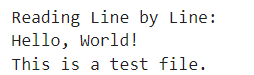 Reading Line by Line:
Hello, World!
This is a test file.